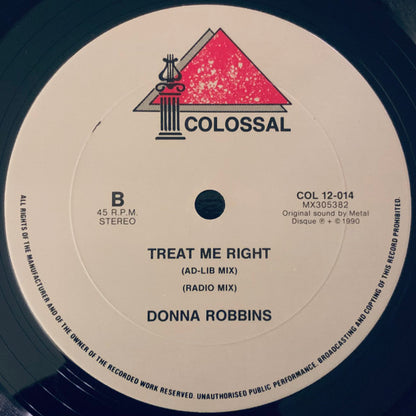 COLOSSAL
B
45 R.P.M.
STEREO
COL 12-014
MX305382
Original sound by Metal
Disque ℗ + © 1990
TREAT ME RIGHT
(AD-LIB MIX)
(RADIO MIX)
DONNA ROBBINS
ALL RIGHTS OF THE MANUFACTURER AND OF THE OWNER OF THE RECORDED WORK RESERVED. UNAUTHORISED PUBLIC PERFORMANCE, BROADCASTING AND COPYING OF THIS RECORD PROHIBITED.